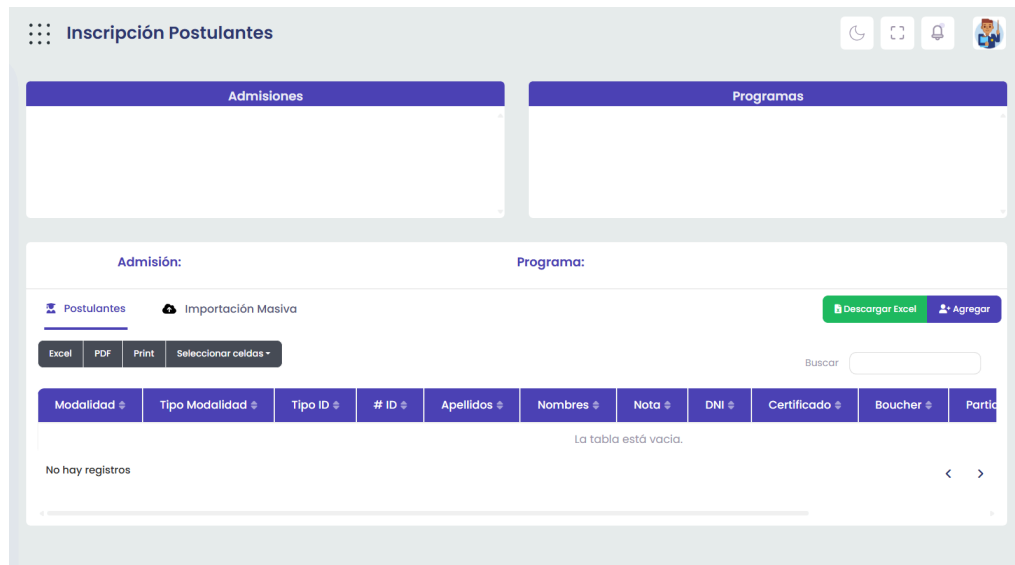 Inscripción Postulantes
Admisiones
Programas
Admisión:
Programa:
Postulantes
Importación Masiva
Descargar Excel
Agregar
Excel
PDF
Print
Seleccionar celdas
Buscar
Modalidad
Tipo Modalidad
Tipo ID
# ID
Apellidos
Nombres
Nota
DNI
Certificado
Boucher
Partic
La tabla está vacia.
No hay registros